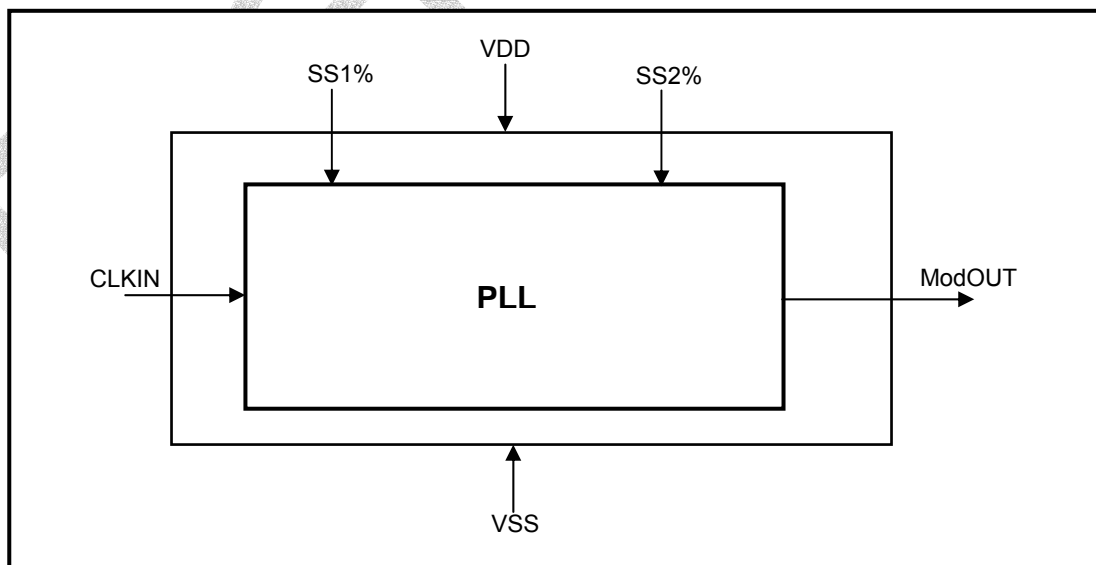 VDD
SS1%
SS2%
CLKIN
PLL
ModOUT
VSS